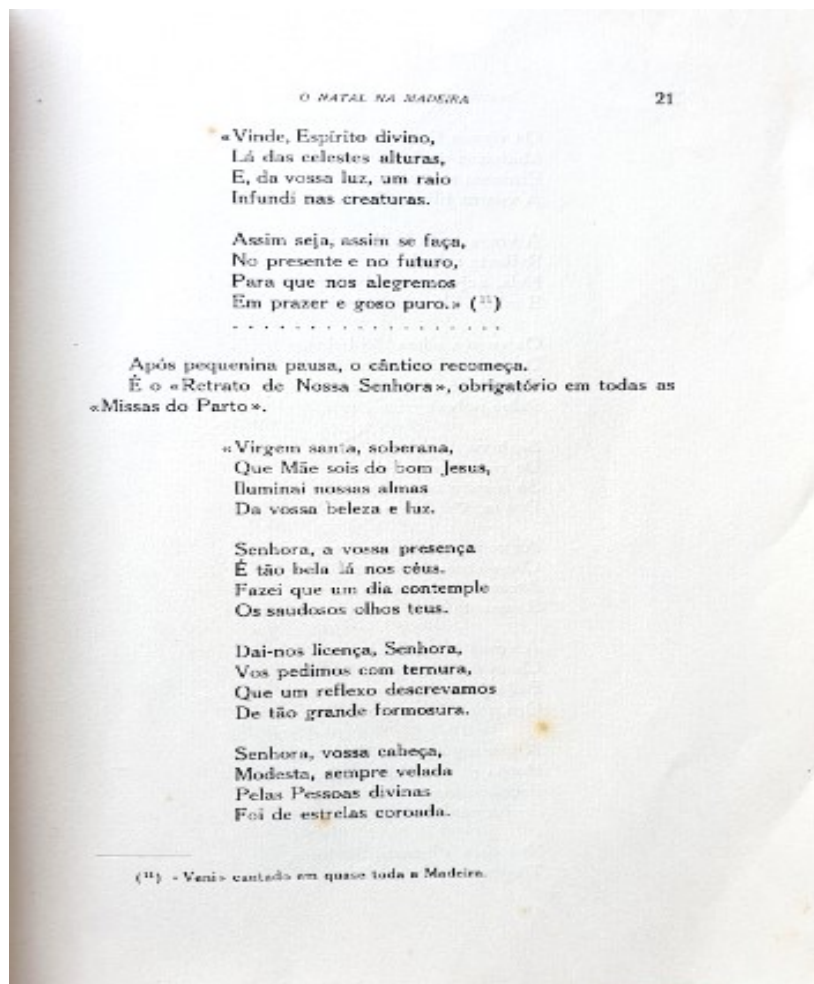 O NATAL NA MADEIRA 21
«Vinde, Espírito divino,
Lá das celestes alturas,
E, da vossa luz, um raio
Infundi nas creaturas.
Assim seja, assim se faça,
No presente e no futuro,
Para que nos alegremos
Em prazer e goso puro.» (¹¹)
. . . . . . . . . . . . . . . . . .
Após pequenina pausa, o cântico recomeça.
É o «Retrato de Nossa Senhora», obrigatório em todas as
«Missas do Parto».
«Virgem santa, soberana,
Que Mãe sois do bom Jesus,
Iluminai nossas almas
Da vossa beleza e luz.
Senhora, a vossa presença
É tão bela lá nos céus.
Fazei que um dia contemple
Os saudosos olhos teus.
Dai-nos licença, Senhora,
Vos pedimos com ternura,
Que um reflexo descrevamos
De tão grande formosura.
Senhora, vossa cabeça,
Modesta, sempre velada
Pelas Pessoas divinas
Foi de estrelas coroada.
(¹¹) «Veni» cantado em quase toda a Madeira.